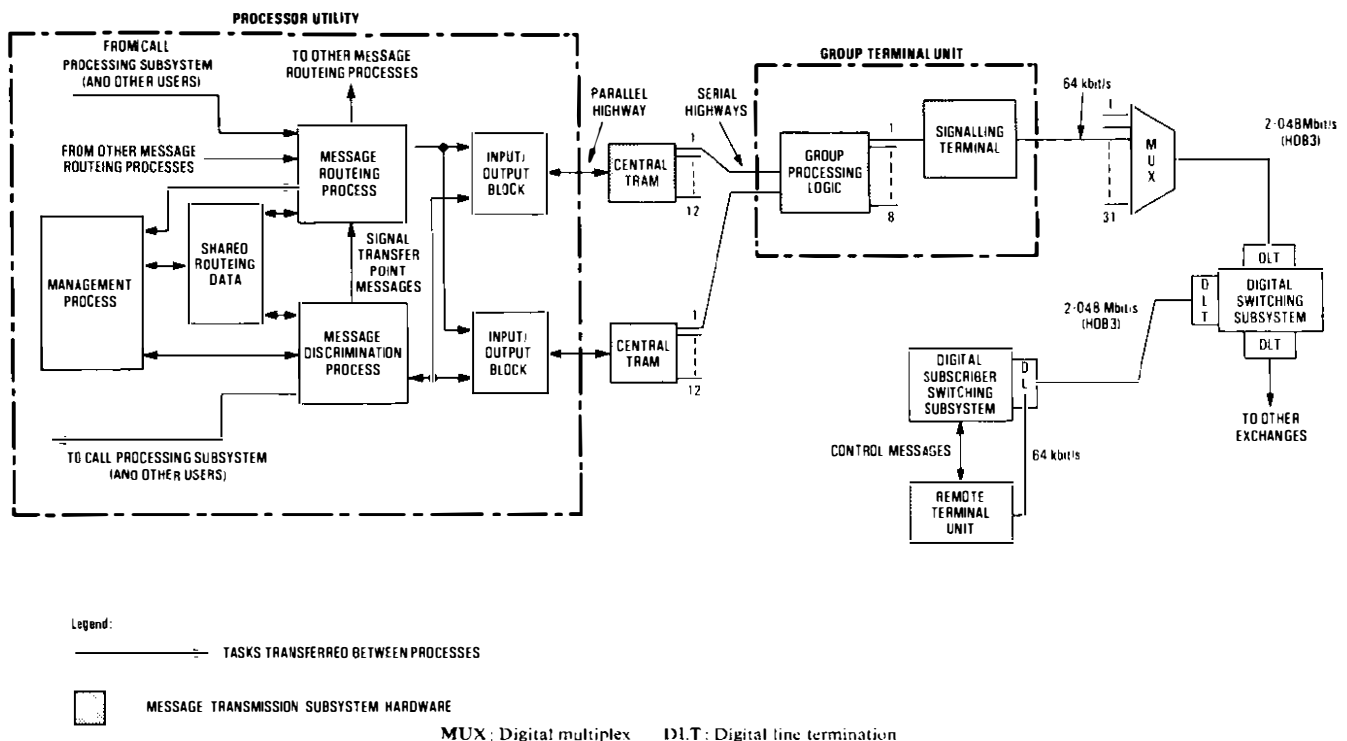 PROCESSOR UTILITY
FROM CALL
PROCESSING SUBSYSTEM
(AND OTHER USERS)
TO OTHER MESSAGE
ROUTEING PROCESSES
FROM OTHER MESSAGE
ROUTEING PROCESSES
MESSAGE
ROUTEING
PROCESS
INPUT/
OUTPUT
BLOCK
MANAGEMENT
PROCESS
SHARED
ROUTEING
DATA
SIGNAL
TRANSFER
POINT
MESSAGES
MESSAGE
DISCRIMINATION
PROCESS
INPUT/
OUTPUT
BLOCK
TO CALL PROCESSING SUBSYSTEM
(AND OTHER USERS)
PARALLEL
HIGHWAY
CENTRAL
TRAM
1
12
CENTRAL
TRAM
1
12
SERIAL
HIGHWAYS
GROUP TERMINAL UNIT
GROUP
PROCESSING
LOGIC
1
8
SIGNALLING
TERMINAL
64 kbit/s
1
31
MUX
2·048 Mbit/s
(HDB3)
DLT
DLT
DIGITAL
SWITCHING
SUBSYSTEM
DLT
TO OTHER
EXCHANGES
2·048 Mbit/s
(HDB3)
DIGITAL
SUBSCRIBER
SWITCHING
SUBSYSTEM
DL
CONTROL MESSAGES
64 kbit/s
REMOTE
TERMINAL
UNIT
Legend:
TASKS TRANSFERRED BETWEEN PROCESSES
MESSAGE TRANSMISSION SUBSYSTEM HARDWARE
MUX: Digital multiplex DLT: Digital line termination